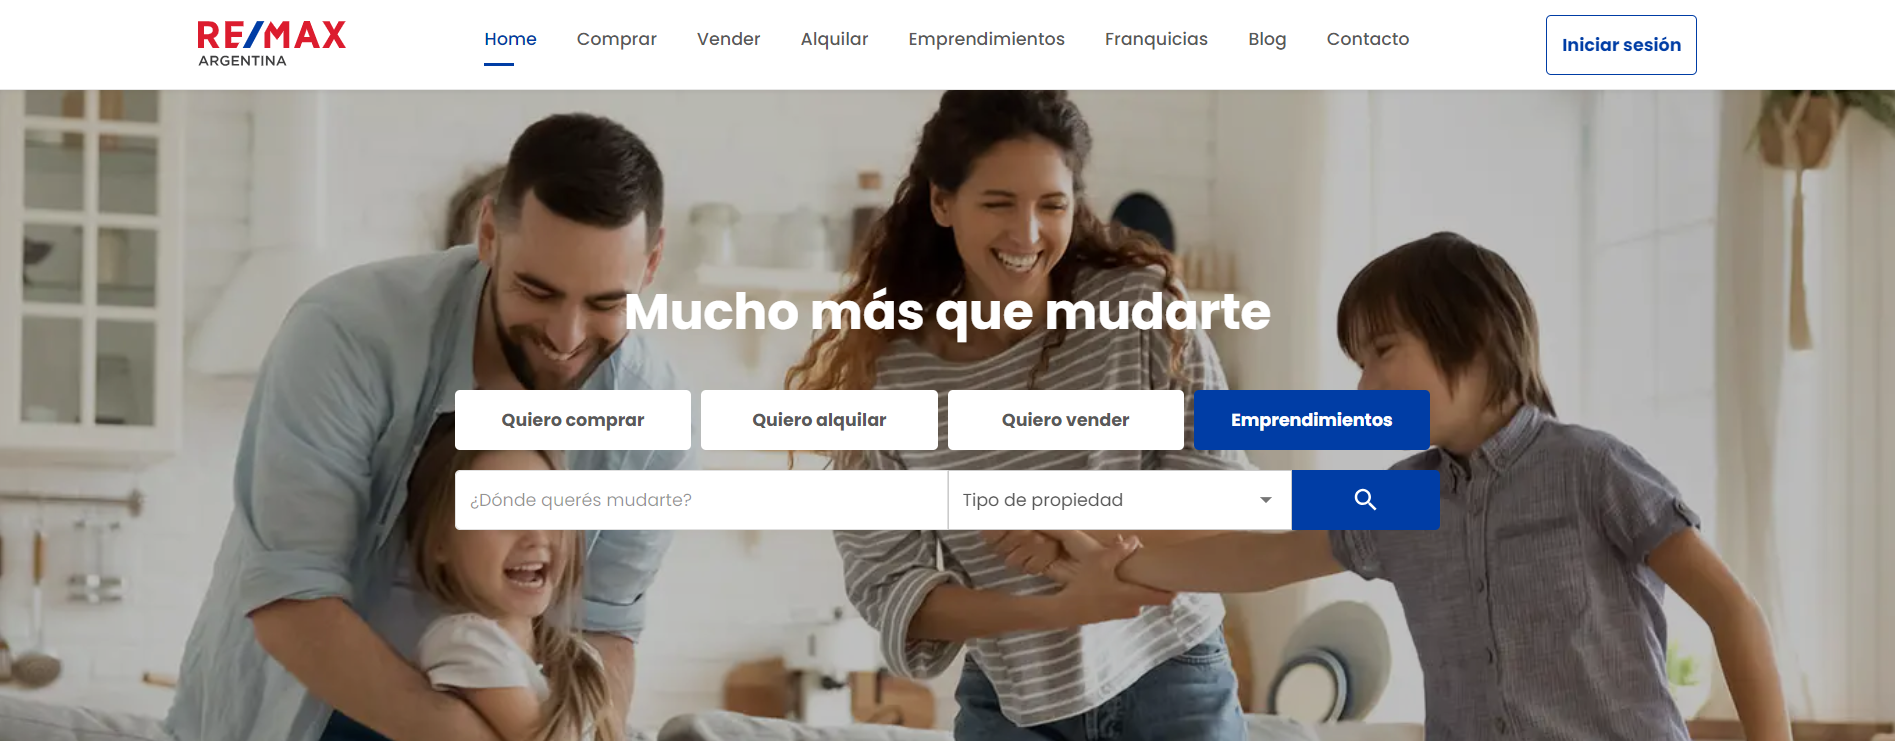 RE/MAX
ARGENTINA
Home Comprar Vender Alquilar Emprendimientos Franquicias Blog Contacto
Iniciar sesión
Mucho más que mudarte
Quiero comprar Quiero alquilar Quiero vender Emprendimientos
¿Dónde querés mudarte? Tipo de propiedad